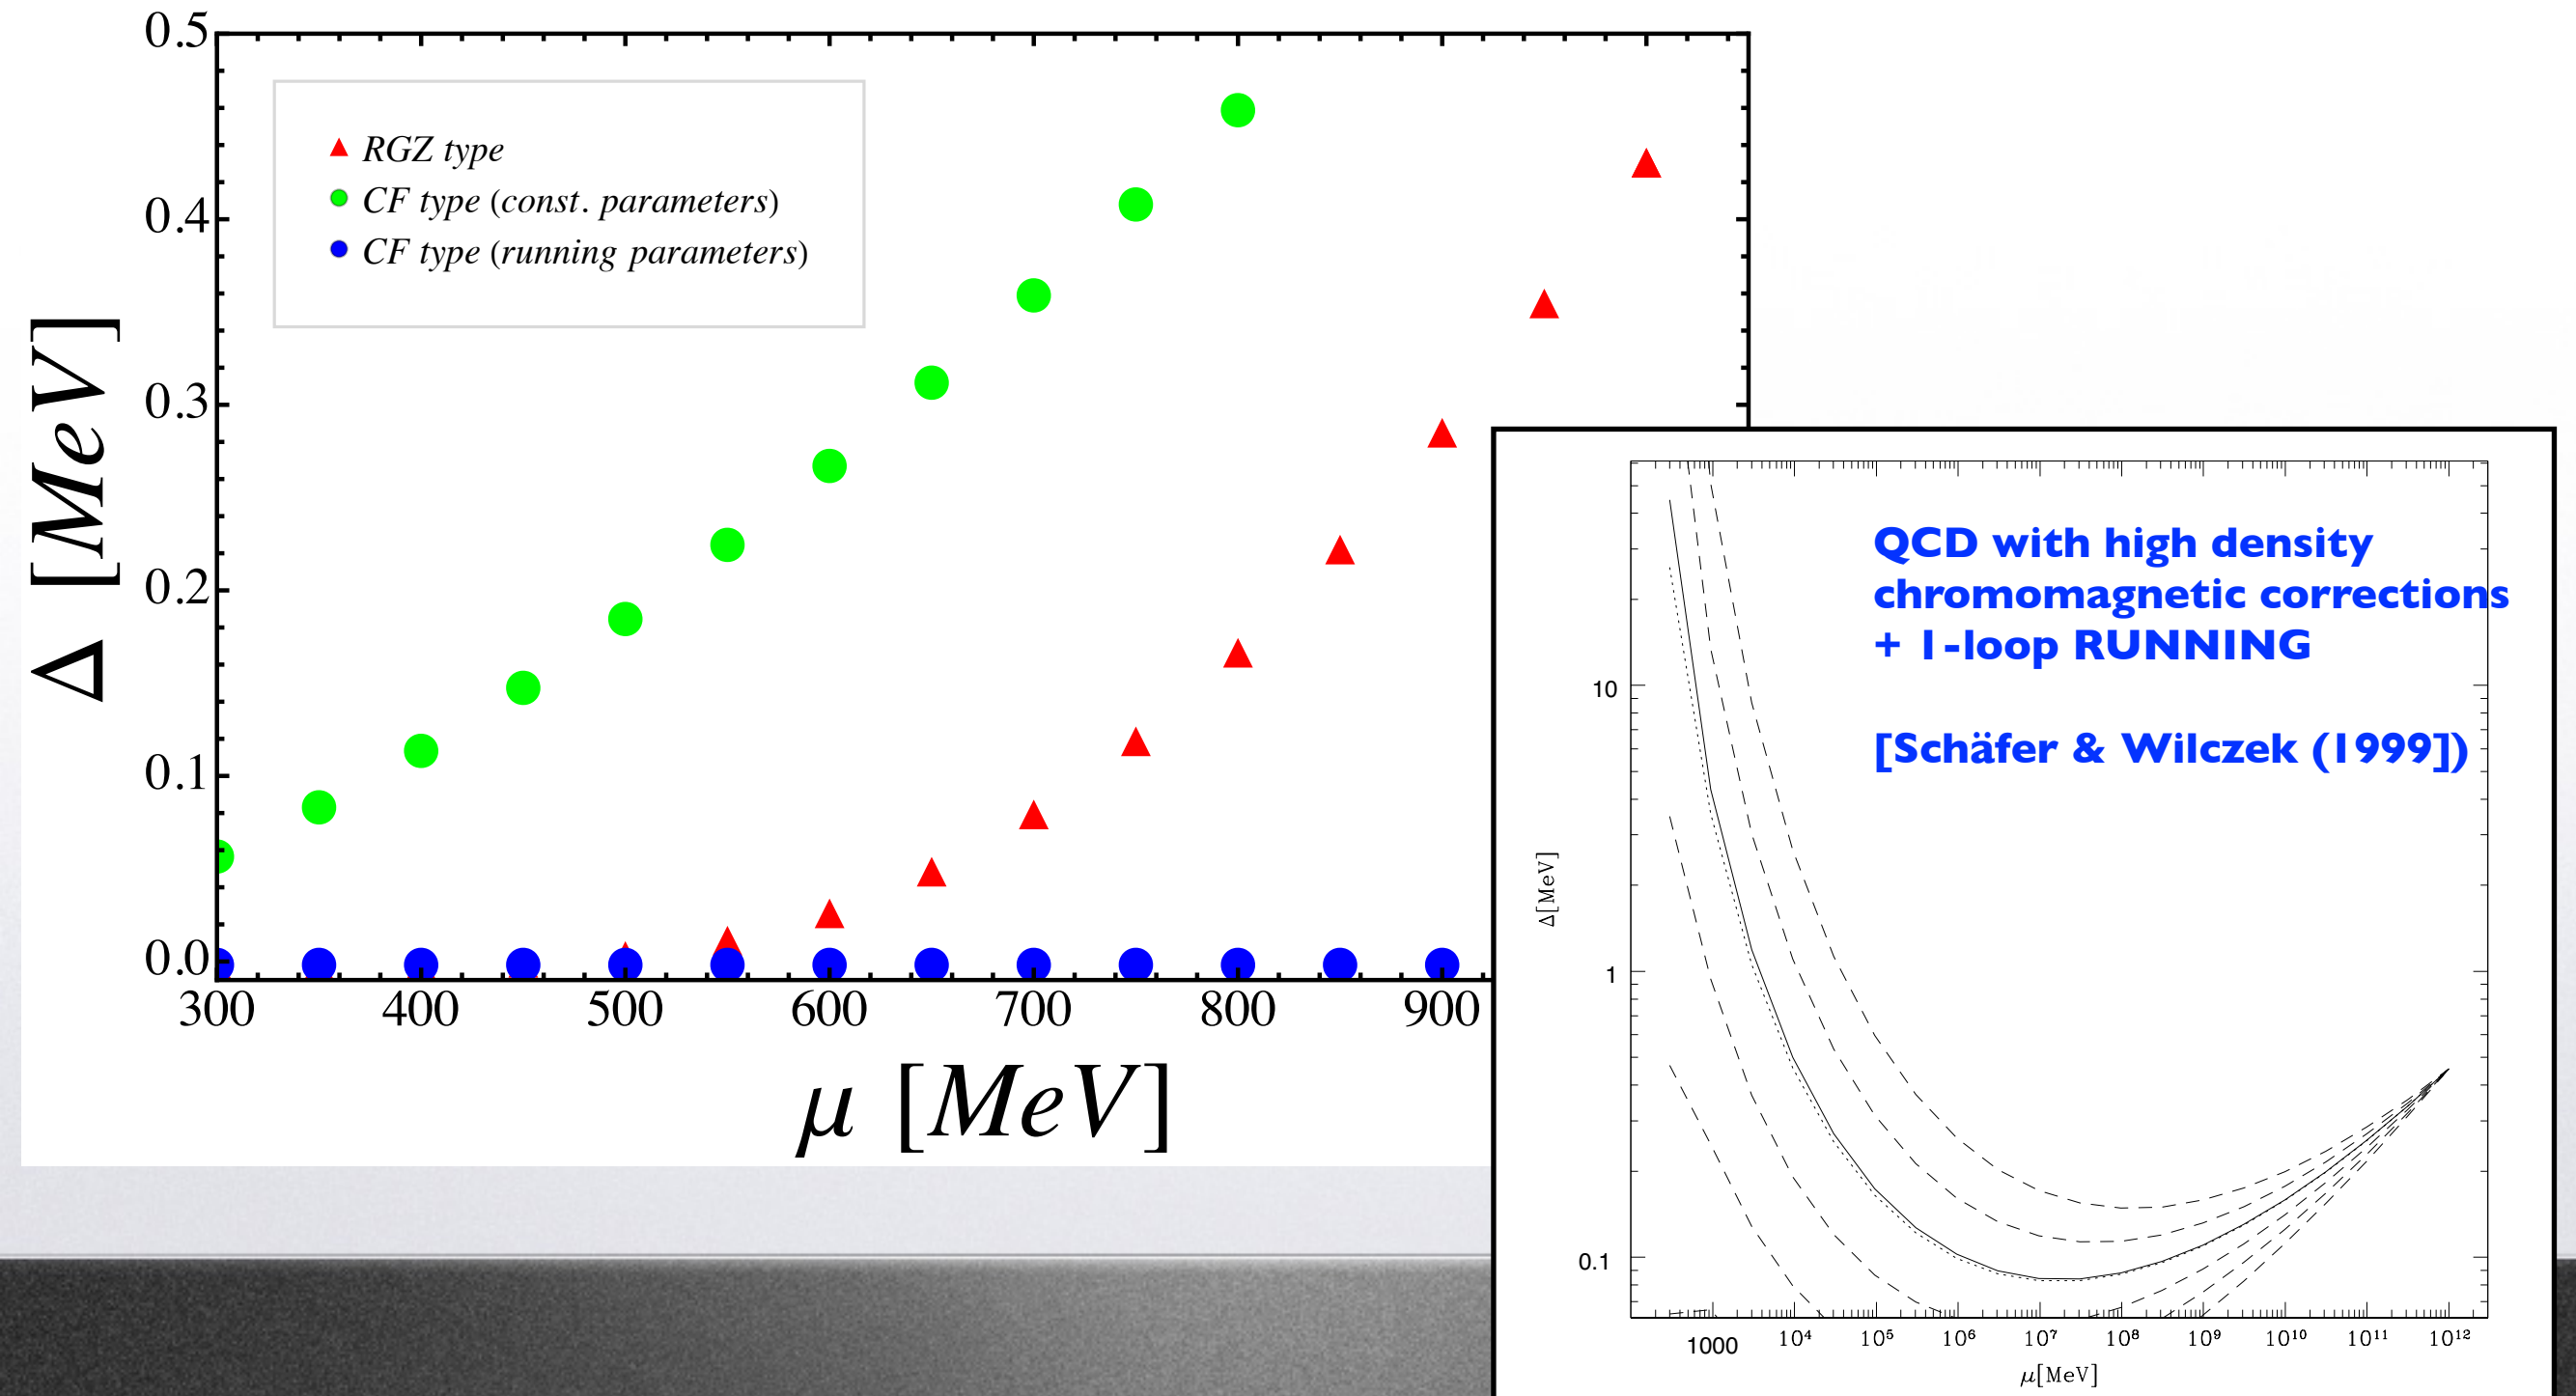 0.5
0.4
0.3
0.2
0.1
0.0
Δ [MeV]
RGZ type
CF type (const. parameters)
CF type (running parameters)
300 400 500 600 700 800 900
μ [MeV]
QCD with high density
chromomagnetic corrections
+ 1-loop RUNNING
[Schäfer & Wilczek (1999])
10
1
0.1
Δ[MeV]
1000 10⁴ 10⁵ 10⁶ 10⁷ 10⁸ 10⁹ 10¹⁰ 10¹¹ 10¹²
μ[MeV]